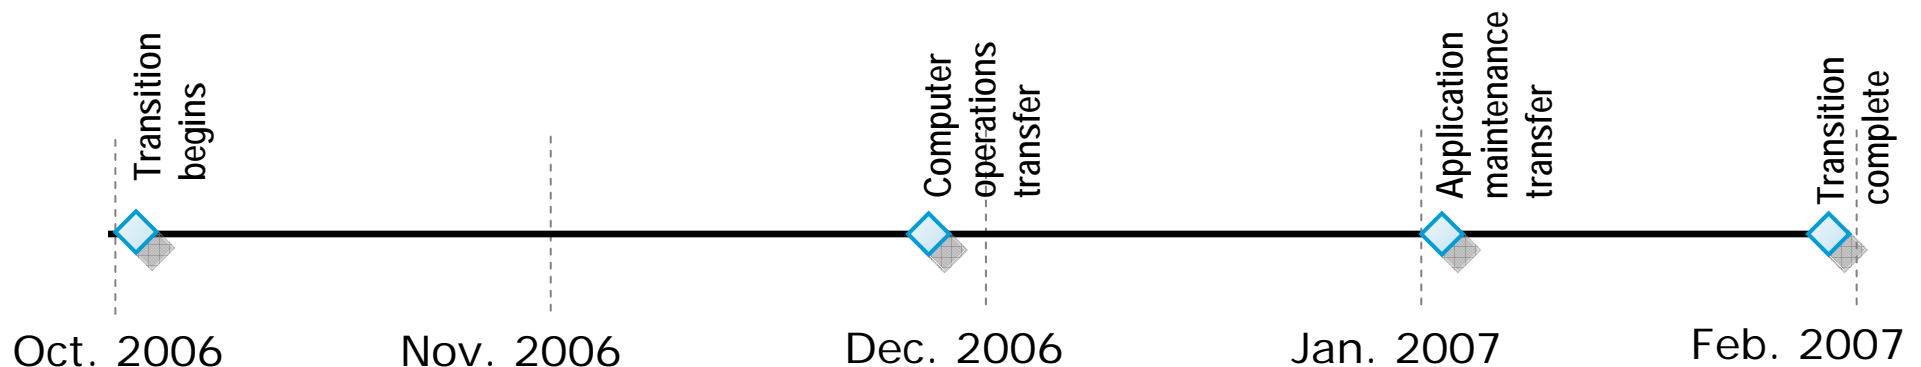 Transition
begins
Computer
operations
transfer
Application
maintenance
transfer
Transition
complete
Oct. 2006
Nov. 2006
Dec. 2006
Jan. 2007
Feb. 2007